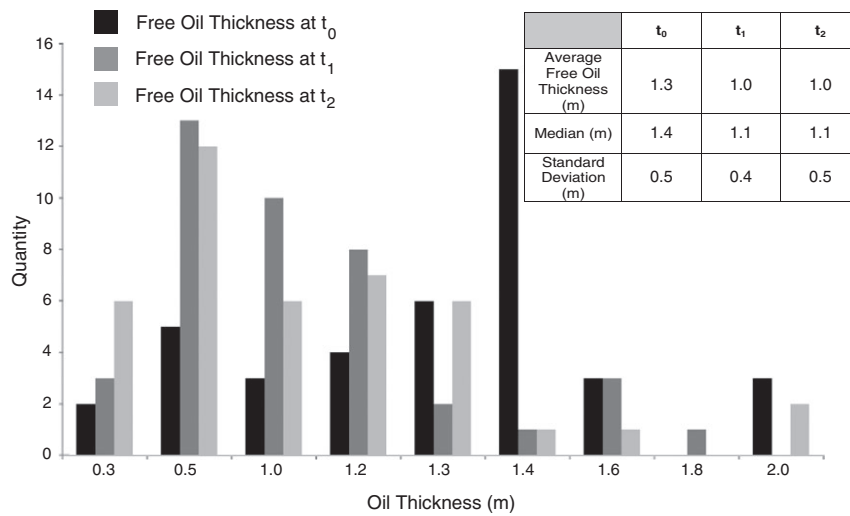 Free Oil Thickness at t0
Free Oil Thickness at t1
Free Oil Thickness at t2
t0 t1 t2
Average
Free Oil
Thickness
(m)
1.3 1.0 1.0
Median (m) 1.4 1.1 1.1
Standard
Deviation
(m)
0.5 0.4 0.5
Quantity
16
14
12
10
8
6
4
2
0
0.3 0.5 1.0 1.2 1.3 1.4 1.6 1.8 2.0
Oil Thickness (m)